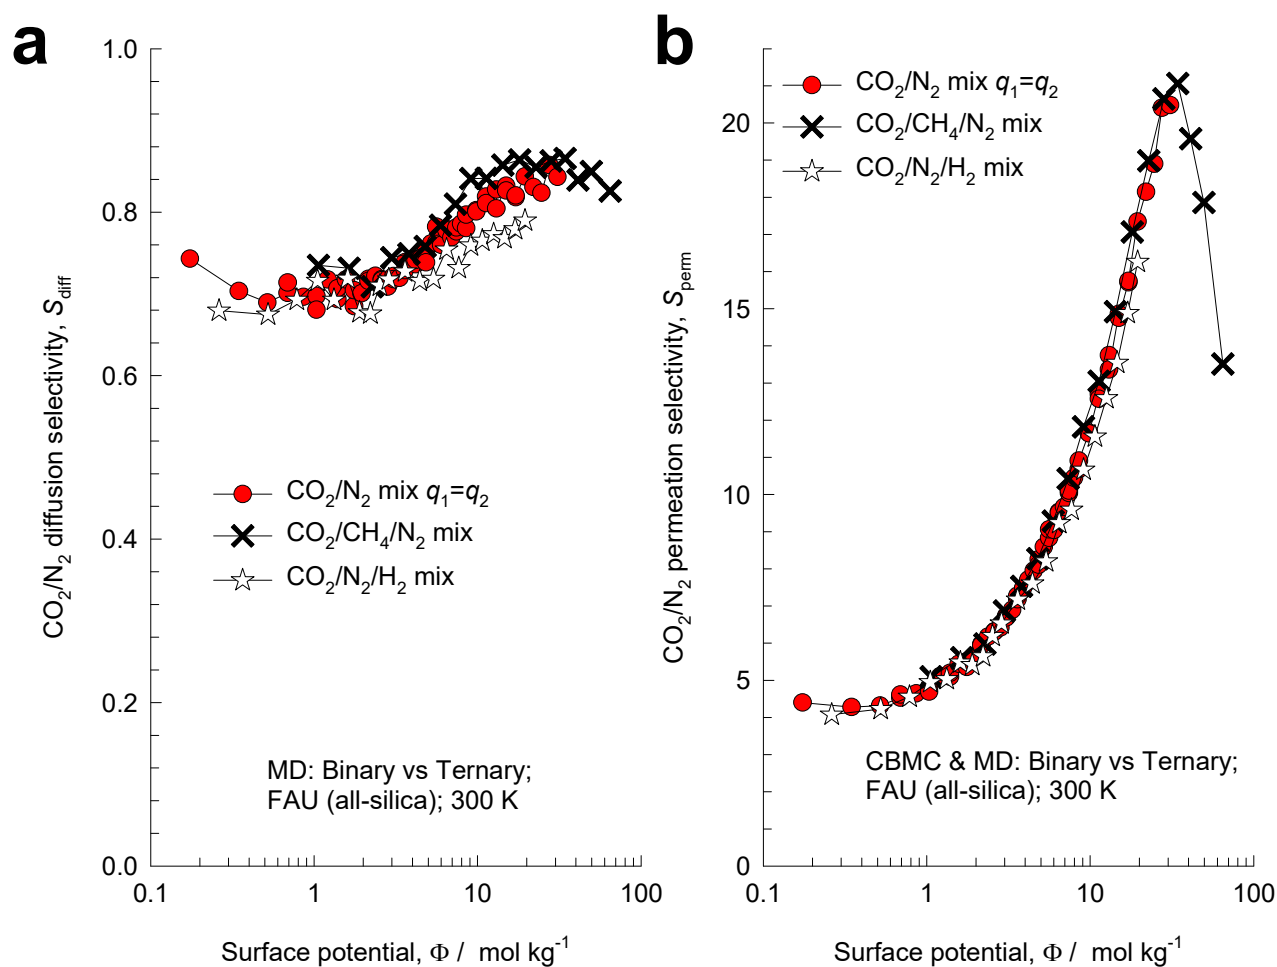 a
1.0
0.8
0.6
0.4
0.2
0.0
0.1
1
10
100
CO2/N2 diffusion selectivity, Sdiff
Surface potential, Φ / mol kg-1
CO2/N2 mix q1=q2
CO2/CH4/N2 mix
CO2/N2/H2 mix
MD: Binary vs Ternary;
FAU (all-silica); 300 K
b
20
15
10
5
0
0.1
1
10
100
CO2/N2 permeation selectivity, Sperm
Surface potential, Φ / mol kg-1
CO2/N2 mix q1=q2
CO2/CH4/N2 mix
CO2/N2/H2 mix
CBMC & MD: Binary vs Ternary;
FAU (all-silica); 300 K